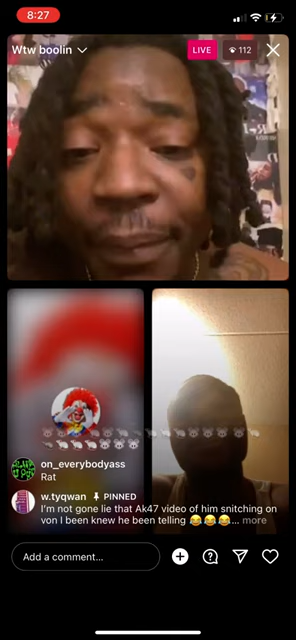 8:27
Wtw boolin
LIVE
112
on_everybodyass
Rat
w.tyqwan PINNED
I'm not gone lie that Ak47 video of him snitching on
von I been knew he been telling 😂😂😂... more
Add a comment...